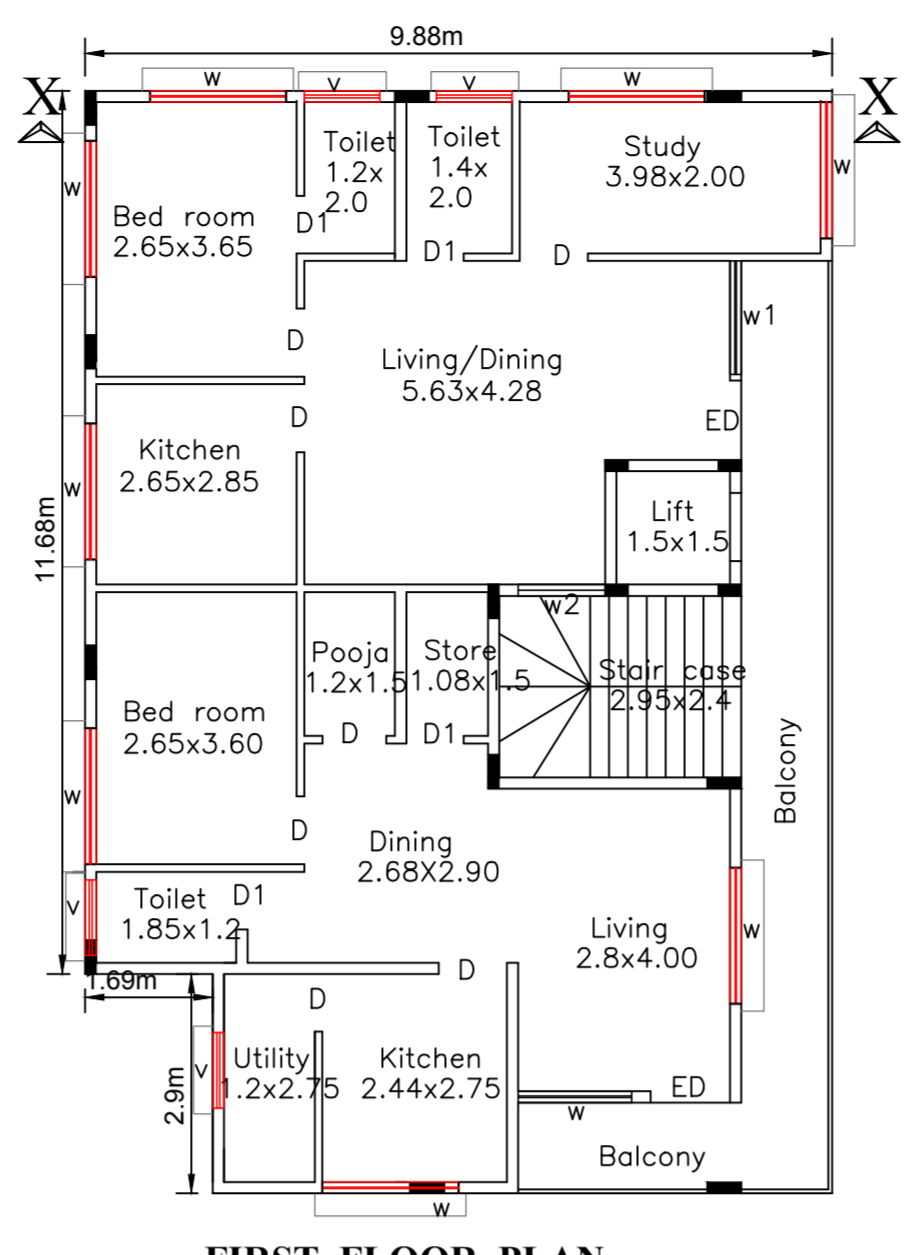 9.88m
W
V
V
W
X
X
Toilet
1.2x
2.0
Toilet
1.4x
2.0
Study
3.98x2.00
W
W
Bed room
2.65x3.65
D1
D1
D
w1
D
Living/Dining
5.63x4.28
D
ED
Kitchen
2.65x2.85
W
11.68m
Lift
1.5x1.5
w2
Pooja
1.2x1.5
Store
1.08x1.5
Stair case
2.95x2.4
Bed room
2.65x3.60
D
D1
Balcony
W
D
Dining
2.68X2.90
Toilet
1.85x1.2
D1
V
Living
2.8x4.00
W
1.69m
D
D
Utility
1.2x2.75
Kitchen
2.44x2.75
V
2.9m
ED
W
Balcony
W
FIRST FLOOR PLAN